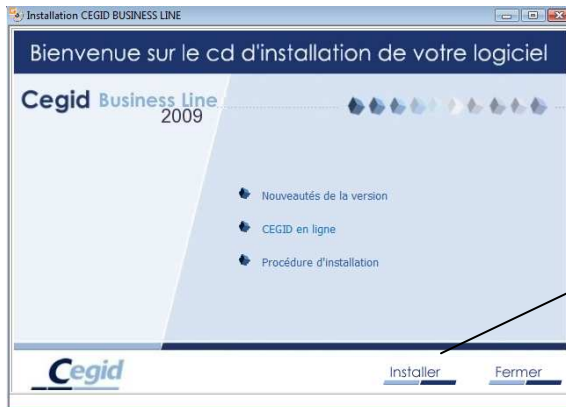 Installation CEGID BUSINESS LINE
Bienvenue sur le cd d'installation de votre logiciel
Cegid Business Line
2009
Nouveautés de la version
CEGID en ligne
Procédure d'installation
Cegid
Installer Fermer